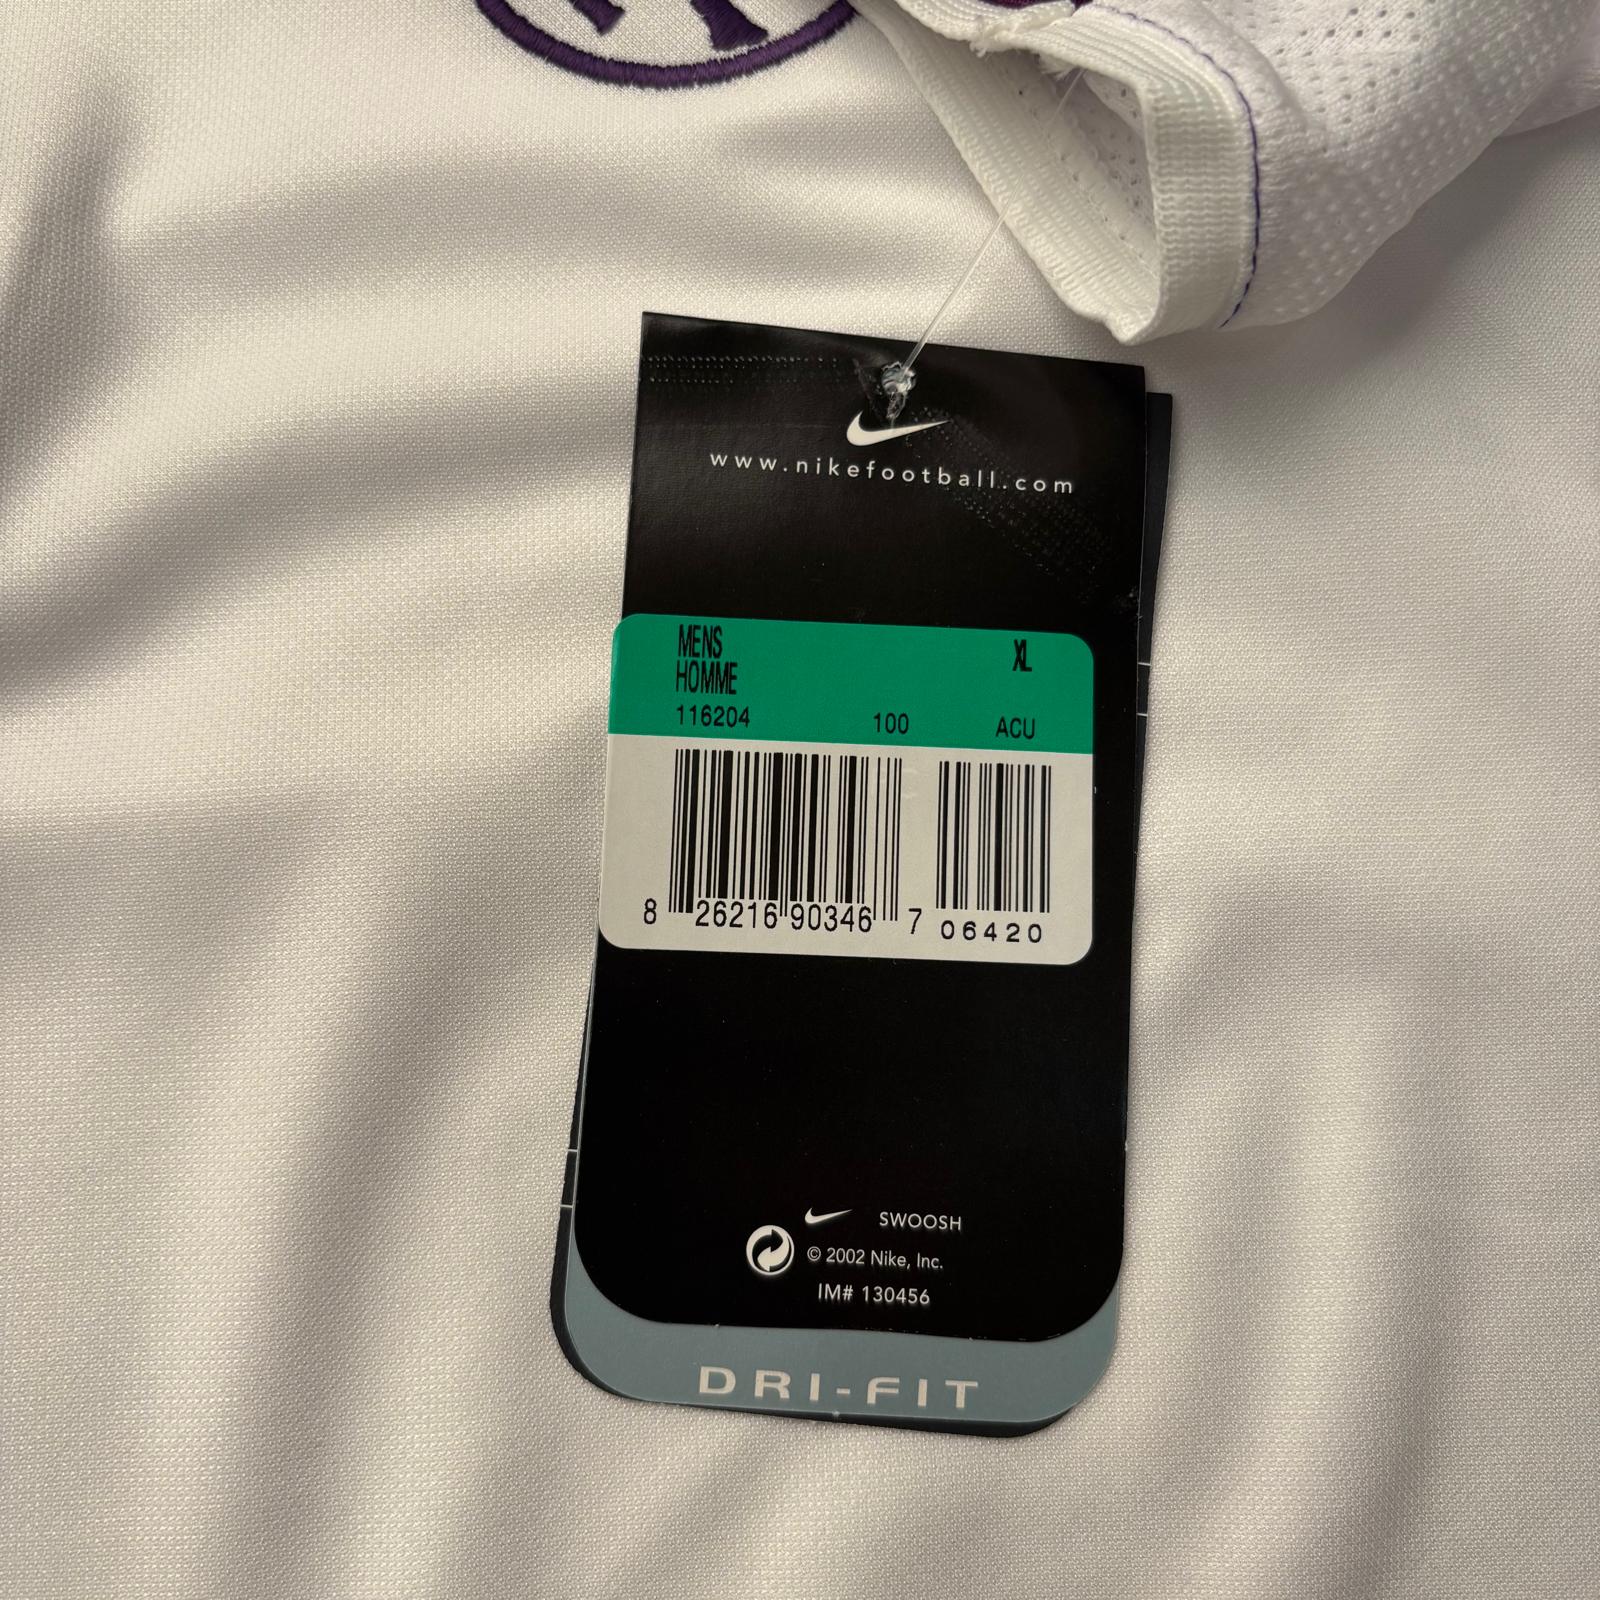 www.nikefootball.com
MENS XL
HOMME
116204 100 ACU
8 26216 90346 7 06420
SWOOSH
© 2002 Nike, Inc.
IM# 130456
DRI-FIT